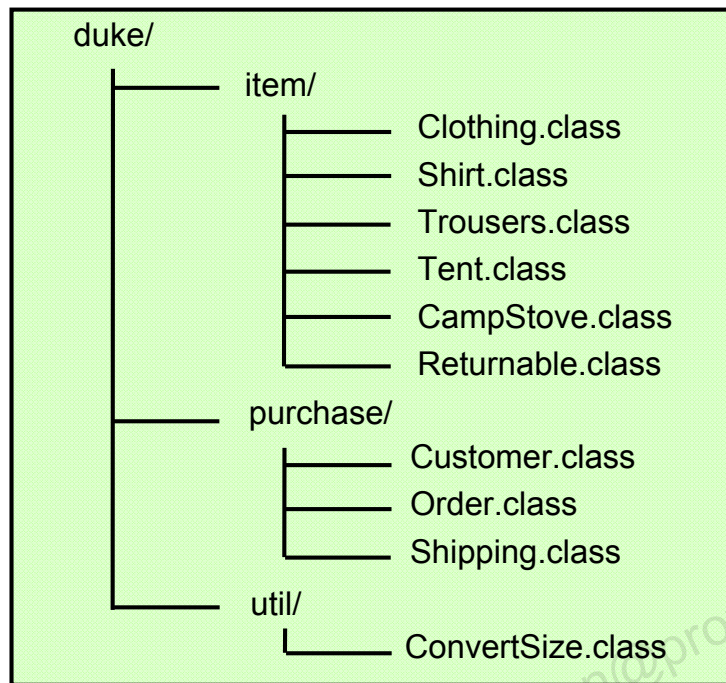 duke/
item/
Clothing.class
Shirt.class
Trousers.class
Tent.class
CampStove.class
Returnable.class
purchase/
Customer.class
Order.class
Shipping.class
util/
ConvertSize.class